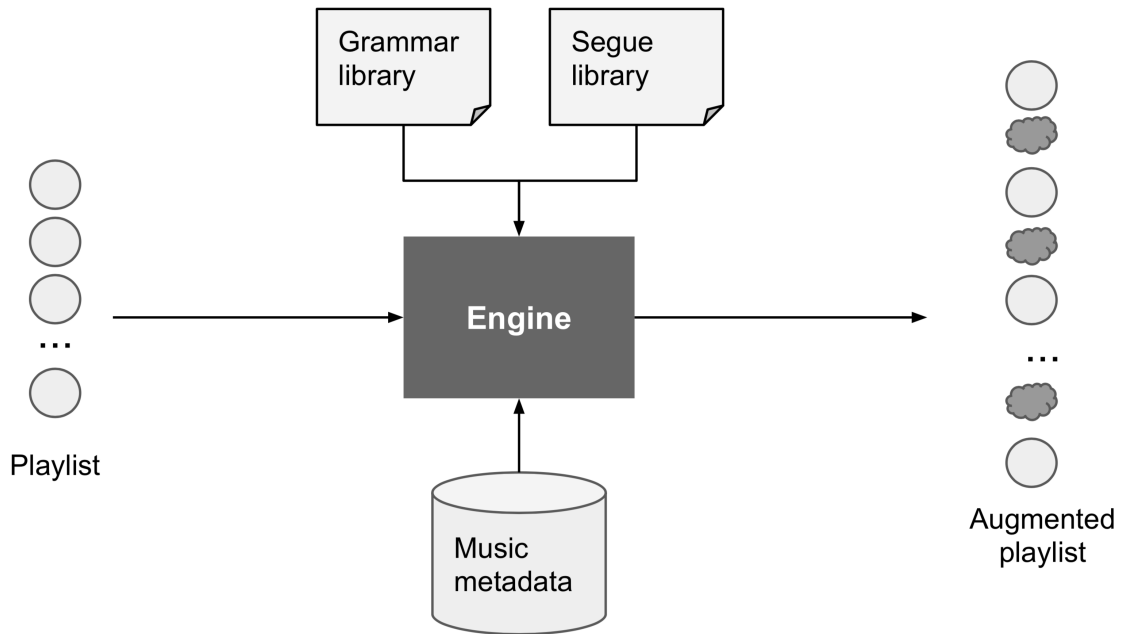 Grammar
library
Segue
library
...
Engine
...
Playlist
Music
metadata
Augmented
playlist